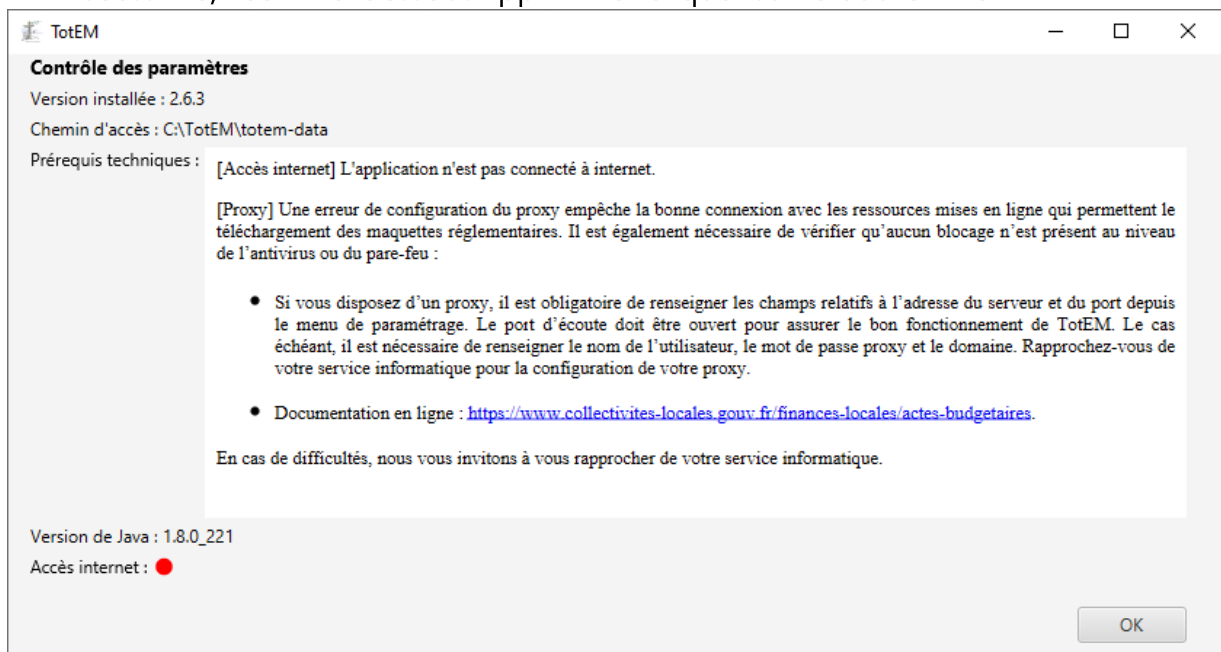 TotEM
Contrôle des paramètres
Version installée : 2.6.3
Chemin d'accès : C:\TotEM\totem-data
Prérequis techniques :
[Accès internet] L'application n'est pas connecté à internet.
[Proxy] Une erreur de configuration du proxy empêche la bonne connexion avec les ressources mises en ligne qui permettent le
téléchargement des maquettes réglementaires. Il est également nécessaire de vérifier qu’aucun blocage n’est présent au niveau
de l’antivirus ou du pare-feu :
• Si vous disposez d’un proxy, il est obligatoire de renseigner les champs relatifs à l’adresse du serveur et du port depuis
le menu de paramétrage. Le port d’écoute doit être ouvert pour assurer le bon fonctionnement de TotEM. Le cas
échéant, il est nécessaire de renseigner le nom de l’utilisateur, le mot de passe proxy et le domaine. Rapprochez-vous de
votre service informatique pour la configuration de votre proxy.
• Documentation en ligne : https://www.collectivites-locales.gouv.fr/finances-locales/actes-budgetaires.
En cas de difficultés, nous vous invitons à vous rapprocher de votre service informatique.
Version de Java : 1.8.0_221
Accès internet :
OK